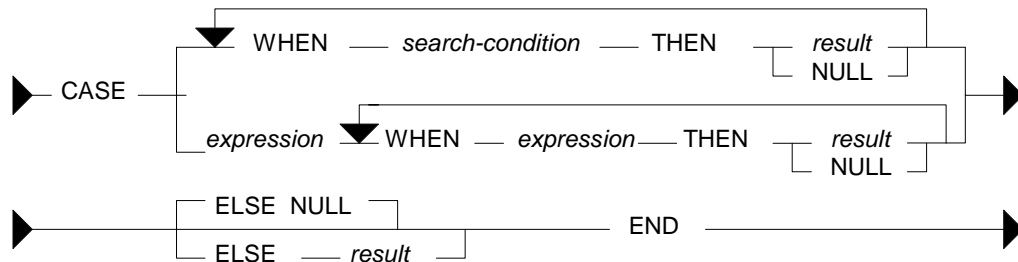 WHEN search-condition THEN result
NULL
CASE
expression WHEN expression THEN result
NULL
ELSE NULL
END
ELSE result